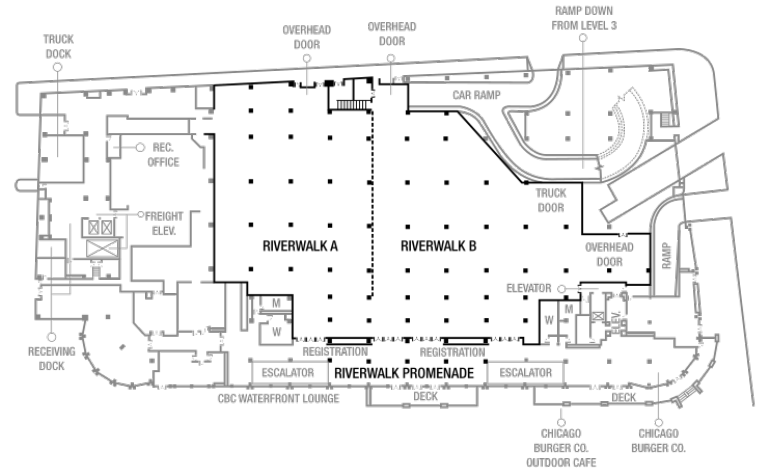 RAMP DOWN
FROM LEVEL 3
OVERHEAD
DOOR
OVERHEAD
DOOR
TRUCK
DOCK
CAR RAMP
REC.
OFFICE
TRUCK
DOOR
FREIGHT
ELEV.
RIVERWALK A
RIVERWALK B
OVERHEAD
DOOR
RAMP
ELEVATOR
M
W
M
W
ELEV.
RECEIVING
DOCK
REGISTRATION
REGISTRATION
ESCALATOR
RIVERWALK PROMENADE
ESCALATOR
CBC WATERFRONT LOUNGE
DECK
DECK
CHICAGO
BURGER CO.
OUTDOOR CAFE
CHICAGO
BURGER CO.